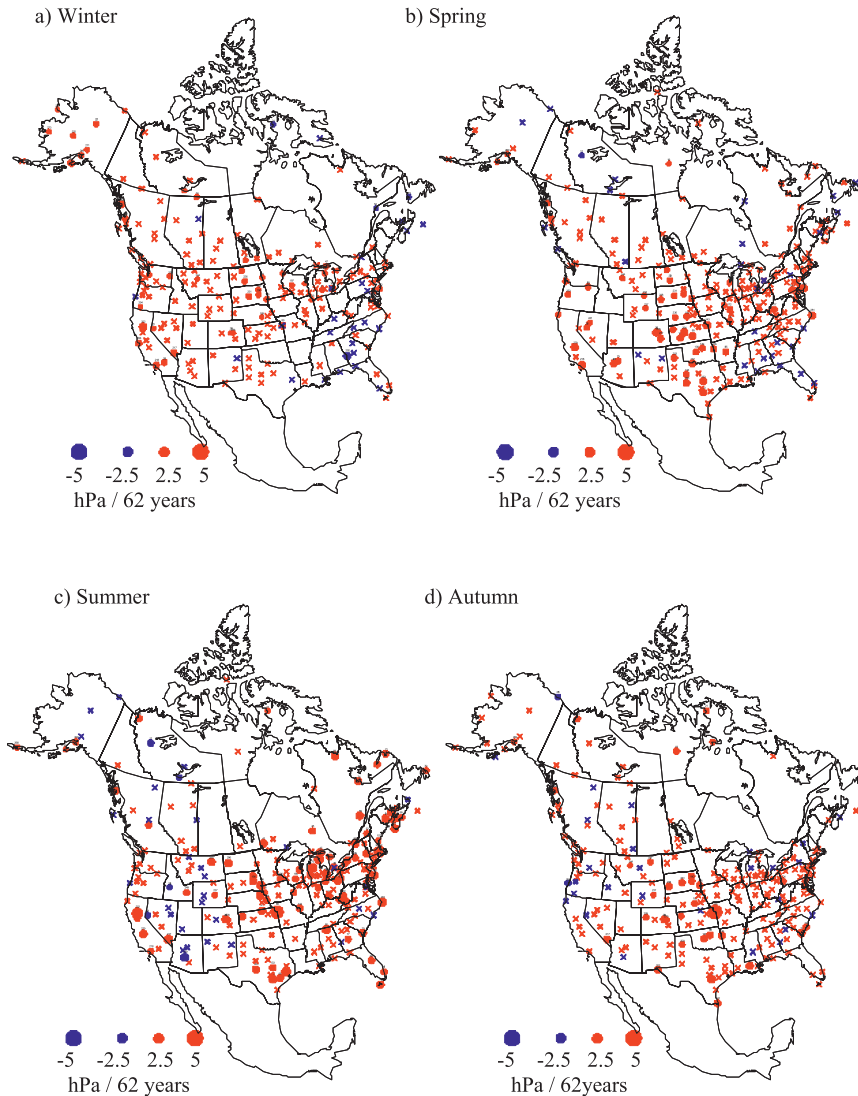 a) Winter
b) Spring
-5 -2.5 2.5 5
hPa / 62 years
-5 -2.5 2.5 5
hPa / 62 years
c) Summer
d) Autumn
-5 -2.5 2.5 5
hPa / 62 years
-5 -2.5 2.5 5
hPa / 62years